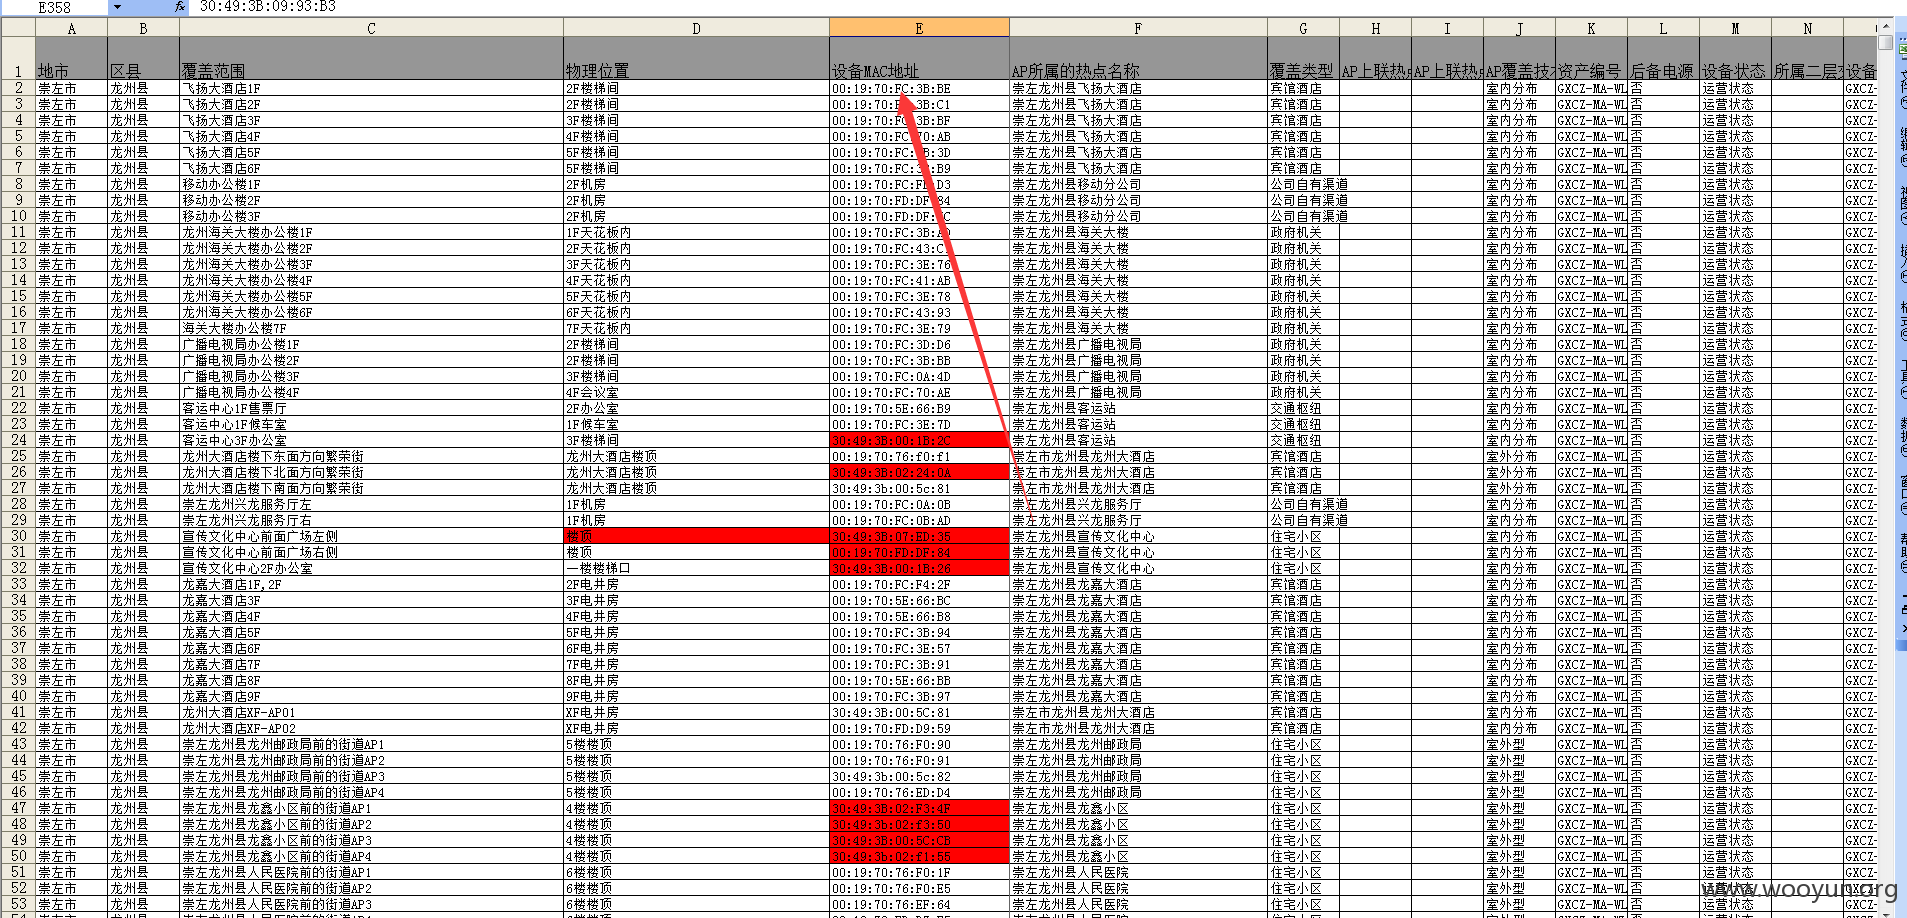 E358 fx 30:49:3B:09:93:B3
A B C D E F G H I J K L M N
1 地市 区县 覆盖范围 物理位置 设备MAC地址 AP所属的热点名称 覆盖类型 AP上联热 AP上联热 AP覆盖技 资产编号 后备电源 设备状态 所属二层 设备
2 崇左市 龙州县 飞扬大酒店1F 2F楼梯间 00:19:70:FC:3B:BE 崇左龙州县飞扬大酒店 宾馆酒店 室内分布 GXCZ-MA-WL 否 运营状态 GXCZ-
3 崇左市 龙州县 飞扬大酒店2F 2F楼梯间 00:19:70: 3B:C1 崇左龙州县飞扬大酒店 宾馆酒店 室内分布 GXCZ-MA-WL 否 运营状态 GXCZ-
4 崇左市 龙州县 飞扬大酒店3F 3F楼梯间 00:19:70:FC:3B:BF 崇左龙州县飞扬大酒店 宾馆酒店 室内分布 GXCZ-MA-WL 否 运营状态 GXCZ-
5 崇左市 龙州县 飞扬大酒店4F 4F楼梯间 00:19:70:FC:70:AB 崇左龙州县飞扬大酒店 宾馆酒店 室内分布 GXCZ-MA-WL 否 运营状态 GXCZ-
6 崇左市 龙州县 飞扬大酒店5F 5F楼梯间 00:19:70:FC: :3D 崇左龙州县飞扬大酒店 宾馆酒店 室内分布 GXCZ-MA-WL 否 运营状态 GXCZ-
7 崇左市 龙州县 飞扬大酒店6F 5F楼梯间 00:19:70:FC: :B9 崇左龙州县飞扬大酒店 宾馆酒店 室内分布 GXCZ-MA-WL 否 运营状态 GXCZ-
8 崇左市 龙州县 移动办公楼1F 2F机房 00:19:70:FC: :D3 崇左龙州县移动分公司 公司自有渠道 室内分布 GXCZ-MA-WL 否 运营状态 GXCZ-
9 崇左市 龙州县 移动办公楼2F 2F机房 00:19:70:FD:DF:84 崇左龙州县移动分公司 公司自有渠道 室内分布 GXCZ-MA-WL 否 运营状态 GXCZ-
10 崇左市 龙州县 移动办公楼3F 2F机房 00:19:70:FD:DF: 崇左龙州县移动分公司 公司自有渠道 室内分布 GXCZ-MA-WL 否 运营状态 GXCZ-
11 崇左市 龙州县 龙州海关大楼办公楼1F 1F天花板内 00:19:70:FC:3B: 崇左龙州县海关大楼 政府机关 室内分布 GXCZ-MA-WL 否 运营状态 GXCZ-
12 崇左市 龙州县 龙州海关大楼办公楼2F 2F天花板内 00:19:70:FC:43: 崇左龙州县海关大楼 政府机关 室内分布 GXCZ-MA-WL 否 运营状态 GXCZ-
13 崇左市 龙州县 龙州海关大楼办公楼3F 3F天花板内 00:19:70:FC:3E:76 崇左龙州县海关大楼 政府机关 室内分布 GXCZ-MA-WL 否 运营状态 GXCZ-
14 崇左市 龙州县 龙州海关大楼办公楼4F 4F天花板内 00:19:70:FC:41:AB 崇左龙州县海关大楼 政府机关 室内分布 GXCZ-MA-WL 否 运营状态 GXCZ-
15 崇左市 龙州县 龙州海关大楼办公楼5F 5F天花板内 00:19:70:FC:3E:78 崇左龙州县海关大楼 政府机关 室内分布 GXCZ-MA-WL 否 运营状态 GXCZ-
16 崇左市 龙州县 龙州海关大楼办公楼6F 6F天花板内 00:19:70:FC:43:93 崇左龙州县海关大楼 政府机关 室内分布 GXCZ-MA-WL 否 运营状态 GXCZ-
17 崇左市 龙州县 海关大楼办公楼7F 7F天花板内 00:19:70:FC:3E:79 崇左龙州县海关大楼 政府机关 室内分布 GXCZ-MA-WL 否 运营状态 GXCZ-
18 崇左市 龙州县 广播电视局办公楼1F 2F楼梯间 00:19:70:FC:3D:D6 崇左龙州县广播电视局 政府机关 室内分布 GXCZ-MA-WL 否 运营状态 GXCZ-
19 崇左市 龙州县 广播电视局办公楼2F 2F楼梯间 00:19:70:FC:3B:BB 崇左龙州县广播电视局 政府机关 室内分布 GXCZ-MA-WL 否 运营状态 GXCZ-
20 崇左市 龙州县 广播电视局办公楼3F 3F楼梯间 00:19:70:FC:0A:4D 崇左龙州县广播电视局 政府机关 室内分布 GXCZ-MA-WL 否 运营状态 GXCZ-
21 崇左市 龙州县 广播电视局办公楼4F 4F会议室 00:19:70:FC:70:AE 崇左龙州县广播电视局 政府机关 室内分布 GXCZ-MA-WL 否 运营状态 GXCZ-
22 崇左市 龙州县 客运中心1F售票厅 2F办公室 00:19:70:5E:66:B9 崇左龙州县客运站 交通枢纽 室内分布 GXCZ-MA-WL 否 运营状态 GXCZ-
23 崇左市 龙州县 客运中心1F候车室 1F候车室 00:19:70:FC:3E:7D 崇左龙州县客运站 交通枢纽 室内分布 GXCZ-MA-WL 否 运营状态 GXCZ-
24 崇左市 龙州县 客运中心3F办公室 3F楼梯间 30:49:3B:00:1B:2C 崇左龙州县客运站 交通枢纽 室内分布 GXCZ-MA-WL 否 运营状态 GXCZ-
25 崇左市 龙州县 龙州大酒店楼下东面方向繁荣街 龙州大酒店楼顶 00:19:70:76:f0:f1 崇左市龙州县龙州大酒店 宾馆酒店 室外分布 GXCZ-MA-WL 否 运营状态 GXCZ-
26 崇左市 龙州县 龙州大酒店楼下北面方向繁荣街 龙州大酒店楼顶 30:49:3B:02:24:0A 崇左市龙州县龙州大酒店 宾馆酒店 室外分布 GXCZ-MA-WL 否 运营状态 GXCZ-
27 崇左市 龙州县 龙州大酒店楼下南面方向繁荣街 龙州大酒店楼顶 30:49:3b:00:5c:81 崇左市龙州县龙州大酒店 宾馆酒店 室外分布 GXCZ-MA-WL 否 运营状态 GXCZ-
28 崇左市 龙州县 崇左龙州兴龙服务厅左 1F机房 00:19:70:FC:0A:0B 崇左龙州县兴龙服务厅 公司自有渠道 室内分布 GXCZ-MA-WL 否 运营状态 GXCZ-
29 崇左市 龙州县 崇左龙州兴龙服务厅右 1F机房 00:19:70:FC:0B:AD 崇左龙州县兴龙服务厅 公司自有渠道 室内分布 GXCZ-MA-WL 否 运营状态 GXCZ-
30 崇左市 龙州县 宣传文化中心前面广场左侧 楼顶 30:49:3B:07:ED:35 崇左龙州县宣传文化中心 住宅小区 室内分布 GXCZ-MA-WL 否 运营状态 GXCZ-
31 崇左市 龙州县 宣传文化中心前面广场右侧 楼顶 00:19:70:FD:DF:84 崇左龙州县宣传文化中心 住宅小区 室内分布 GXCZ-MA-WL 否 运营状态 GXCZ-
32 崇左市 龙州县 宣传文化中心2F办公室 一楼楼梯口 30:49:3B:00:1B:26 崇左龙州县宣传文化中心 住宅小区 室内分布 GXCZ-MA-WL 否 运营状态 GXCZ-
33 崇左市 龙州县 龙嘉大酒店1F,2F 2F电井房 00:19:70:FC:F4:2F 崇左龙州县龙嘉大酒店 宾馆酒店 室内分布 GXCZ-MA-WL 否 运营状态 GXCZ-
34 崇左市 龙州县 龙嘉大酒店3F 3F电井房 00:19:70:5E:66:BC 崇左龙州县龙嘉大酒店 宾馆酒店 室内分布 GXCZ-MA-WL 否 运营状态 GXCZ-
35 崇左市 龙州县 龙嘉大酒店4F 4F电井房 00:19:70:5E:66:B8 崇左龙州县龙嘉大酒店 宾馆酒店 室内分布 GXCZ-MA-WL 否 运营状态 GXCZ-
36 崇左市 龙州县 龙嘉大酒店5F 5F电井房 00:19:70:FC:3B:94 崇左龙州县龙嘉大酒店 宾馆酒店 室内分布 GXCZ-MA-WL 否 运营状态 GXCZ-
37 崇左市 龙州县 龙嘉大酒店6F 6F电井房 00:19:70:FC:3E:57 崇左龙州县龙嘉大酒店 宾馆酒店 室内分布 GXCZ-MA-WL 否 运营状态 GXCZ-
38 崇左市 龙州县 龙嘉大酒店7F 7F电井房 00:19:70:FC:3B:91 崇左龙州县龙嘉大酒店 宾馆酒店 室内分布 GXCZ-MA-WL 否 运营状态 GXCZ-
39 崇左市 龙州县 龙嘉大酒店8F 8F电井房 00:19:70:5E:66:BB 崇左龙州县龙嘉大酒店 宾馆酒店 室内分布 GXCZ-MA-WL 否 运营状态 GXCZ-
40 崇左市 龙州县 龙嘉大酒店9F 9F电井房 00:19:70:FC:3B:97 崇左龙州县龙嘉大酒店 宾馆酒店 室内分布 GXCZ-MA-WL 否 运营状态 GXCZ-
41 崇左市 龙州县 龙州大酒店XF-AP01 XF电井房 30:49:3B:00:5C:81 崇左市龙州县龙州大酒店 宾馆酒店 室内分布 GXCZ-MA-WL 否 运营状态 GXCZ-
42 崇左市 龙州县 龙州大酒店XF-AP02 XF电井房 00:19:70:FD:D9:59 崇左市龙州县龙州大酒店 宾馆酒店 室内分布 GXCZ-MA-WL 否 运营状态 GXCZ-
43 崇左市 龙州县 崇左龙州县龙州邮政局前的街道AP1 5楼楼顶 00:19:70:76:F0:90 崇左龙州县龙州邮政局 住宅小区 室外型 GXCZ-MA-WL 否 运营状态 GXCZ-
44 崇左市 龙州县 崇左龙州县龙州邮政局前的街道AP2 5楼楼顶 00:19:70:76:F0:91 崇左龙州县龙州邮政局 住宅小区 室外型 GXCZ-MA-WL 否 运营状态 GXCZ-
45 崇左市 龙州县 崇左龙州县龙州邮政局前的街道AP3 5楼楼顶 30:49:3b:00:5c:82 崇左龙州县龙州邮政局 住宅小区 室外型 GXCZ-MA-WL 否 运营状态 GXCZ-
46 崇左市 龙州县 崇左龙州县龙州邮政局前的街道AP4 5楼楼顶 00:19:70:76:ED:D4 崇左龙州县龙州邮政局 住宅小区 室外型 GXCZ-MA-WL 否 运营状态 GXCZ-
47 崇左市 龙州县 崇左龙州县龙鑫小区前的街道AP1 4楼楼顶 30:49:3B:02:F3:4F 崇左龙州县龙鑫小区 住宅小区 室外型 GXCZ-MA-WL 否 运营状态 GXCZ-
48 崇左市 龙州县 崇左龙州县龙鑫小区前的街道AP2 4楼楼顶 30:49:3B:02:f3:50 崇左龙州县龙鑫小区 住宅小区 室外型 GXCZ-MA-WL 否 运营状态 GXCZ-
49 崇左市 龙州县 崇左龙州县龙鑫小区前的街道AP3 4楼楼顶 30:49:3B:00:5C:CB 崇左龙州县龙鑫小区 住宅小区 室外型 GXCZ-MA-WL 否 运营状态 GXCZ-
50 崇左市 龙州县 崇左龙州县龙鑫小区前的街道AP4 4楼楼顶 30:49:3b:02:f1:55 崇左龙州县龙鑫小区 住宅小区 室外型 GXCZ-MA-WL 否 运营状态 GXCZ-
51 崇左市 龙州县 崇左龙州县人民医院前的街道AP1 6楼楼顶 00:19:70:76:F0:1F 崇左龙州县人民医院 住宅小区 室外型 GXCZ-MA-WL 否 运营状态 GXCZ-
52 崇左市 龙州县 崇左龙州县人民医院前的街道AP2 6楼楼顶 00:19:70:76:F0:E5 崇左龙州县人民医院 住宅小区 室外型 GXCZ-MA-WL 否 运营状态 GXCZ-
53 崇左市 龙州县 崇左龙州县人民医院前的街道AP3 6楼楼顶 00:19:70:76:EF:64 崇左龙州县人民医院 住宅小区 室外型 GXCZ-MA-WL 否 运营状态 GXCZ-
www.wooyun.org